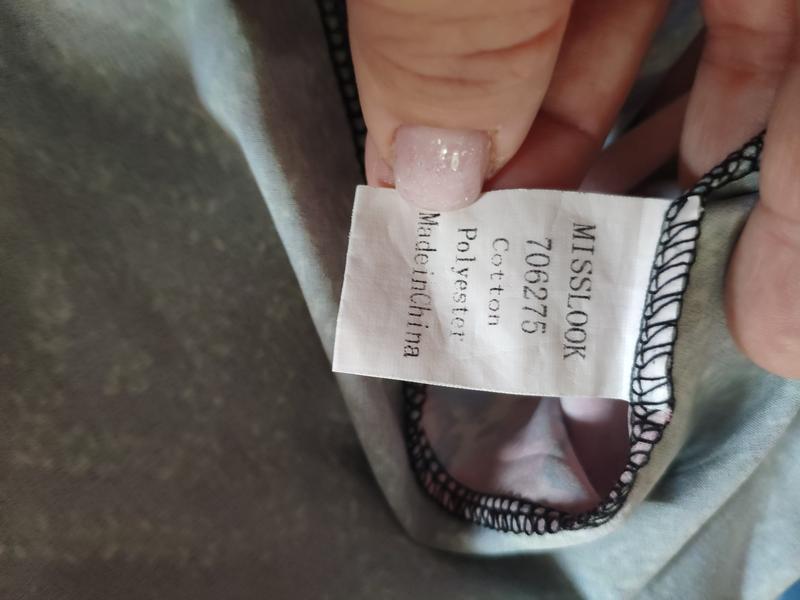 MISSLOOK
706275
Cotton
Polyester
MadeinChina